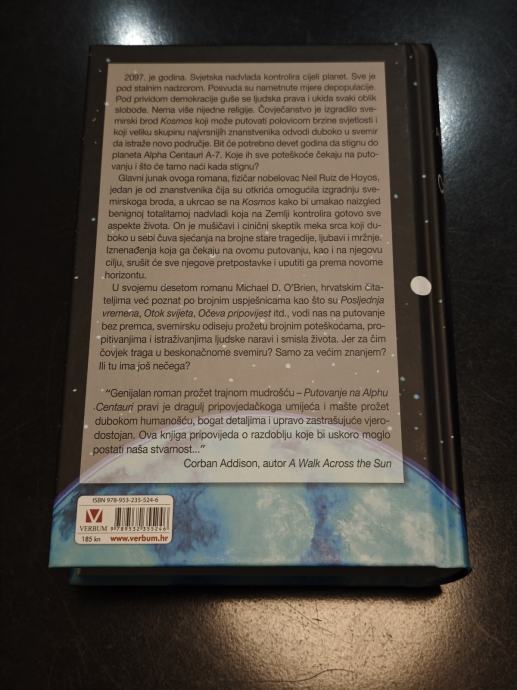 2097. je godina. Svjetska nadvlada kontrolira cijeli planet. Sve je
pod stalnim nadzorom. Posvuda su nametnute mjere depopulacije.
Pod prividom demokracije guše se ljudska prava i ukida svaki oblik
slobode. Nema više nijedne religije. Čovječanstvo je izgradilo sve-
mirski brod Kosmos koji može putovati polovicom brzine svjetlosti i
koji veliku skupinu najvrsnijih znanstvenika odvodi duboko u svemir
da istraže novo područje. Bit će potrebno devet godina da stignu do
planeta Alpha Centauri A-7. Koje ih sve poteškoće čekaju na puto-
vanju i što će tamo naći kada stignu?
Glavni junak ovoga romana, fizičar nobelovac Neil Ruiz de Hoyos,
jedan je od znanstvenika čija su otkrića omogućila izgradnju sve-
mirskoga broda, a ukrcao se na Kosmos kako bi umakao naizgled
benignoj totalitarnoj nadvladi koja na Zemlji kontrolira gotovo sve
aspekte života. On je mušičavi i cinični skeptik meka srca koji du-
boko u sebi čuva sjećanja na brojne stare tragedije, ljubavi i mržnje.
Iznenađenja koja ga čekaju na ovomu putovanju, kao i na njegovu
cilju, srušit će sve njegove pretpostavke i uputiti ga prema novome
horizontu.
U svojemu desetom romanu Michael D. O'Brien, hrvatskim čita-
teljima već poznat po brojnim uspješnicama kao što su Posljednja
vremena, Otok svijeta, Očeva pripovijest itd., vodi nas na putovanje
bez premca, svemirsku odiseju prožetu brojnim poteškoćama, pro-
pitivanjima i istraživanjima ljudske naravi i smisla života. Jer za čim
čovjek traga u beskonačnome svemiru? Samo za većim znanjem?
Ili tu ima još nečega?
“Genijalan roman prožet trajnom mudrošću – Putovanje na Alphu
Centauri pravi je dragulj pripovjedačkoga umijeća i mašte prožet
dubokom humanošću, bogat detaljima i upravo zastrašujuće vjero-
dostojan. Ova knjiga pripovijeda o razdoblju koje bi uskoro moglo
postati naša stvarnost...”
Corban Addison, autor A Walk Across the Sun
ISBN 978-953-235-524-6
VERBUM
9 789532 355246
185 kn
www.verbum.hr